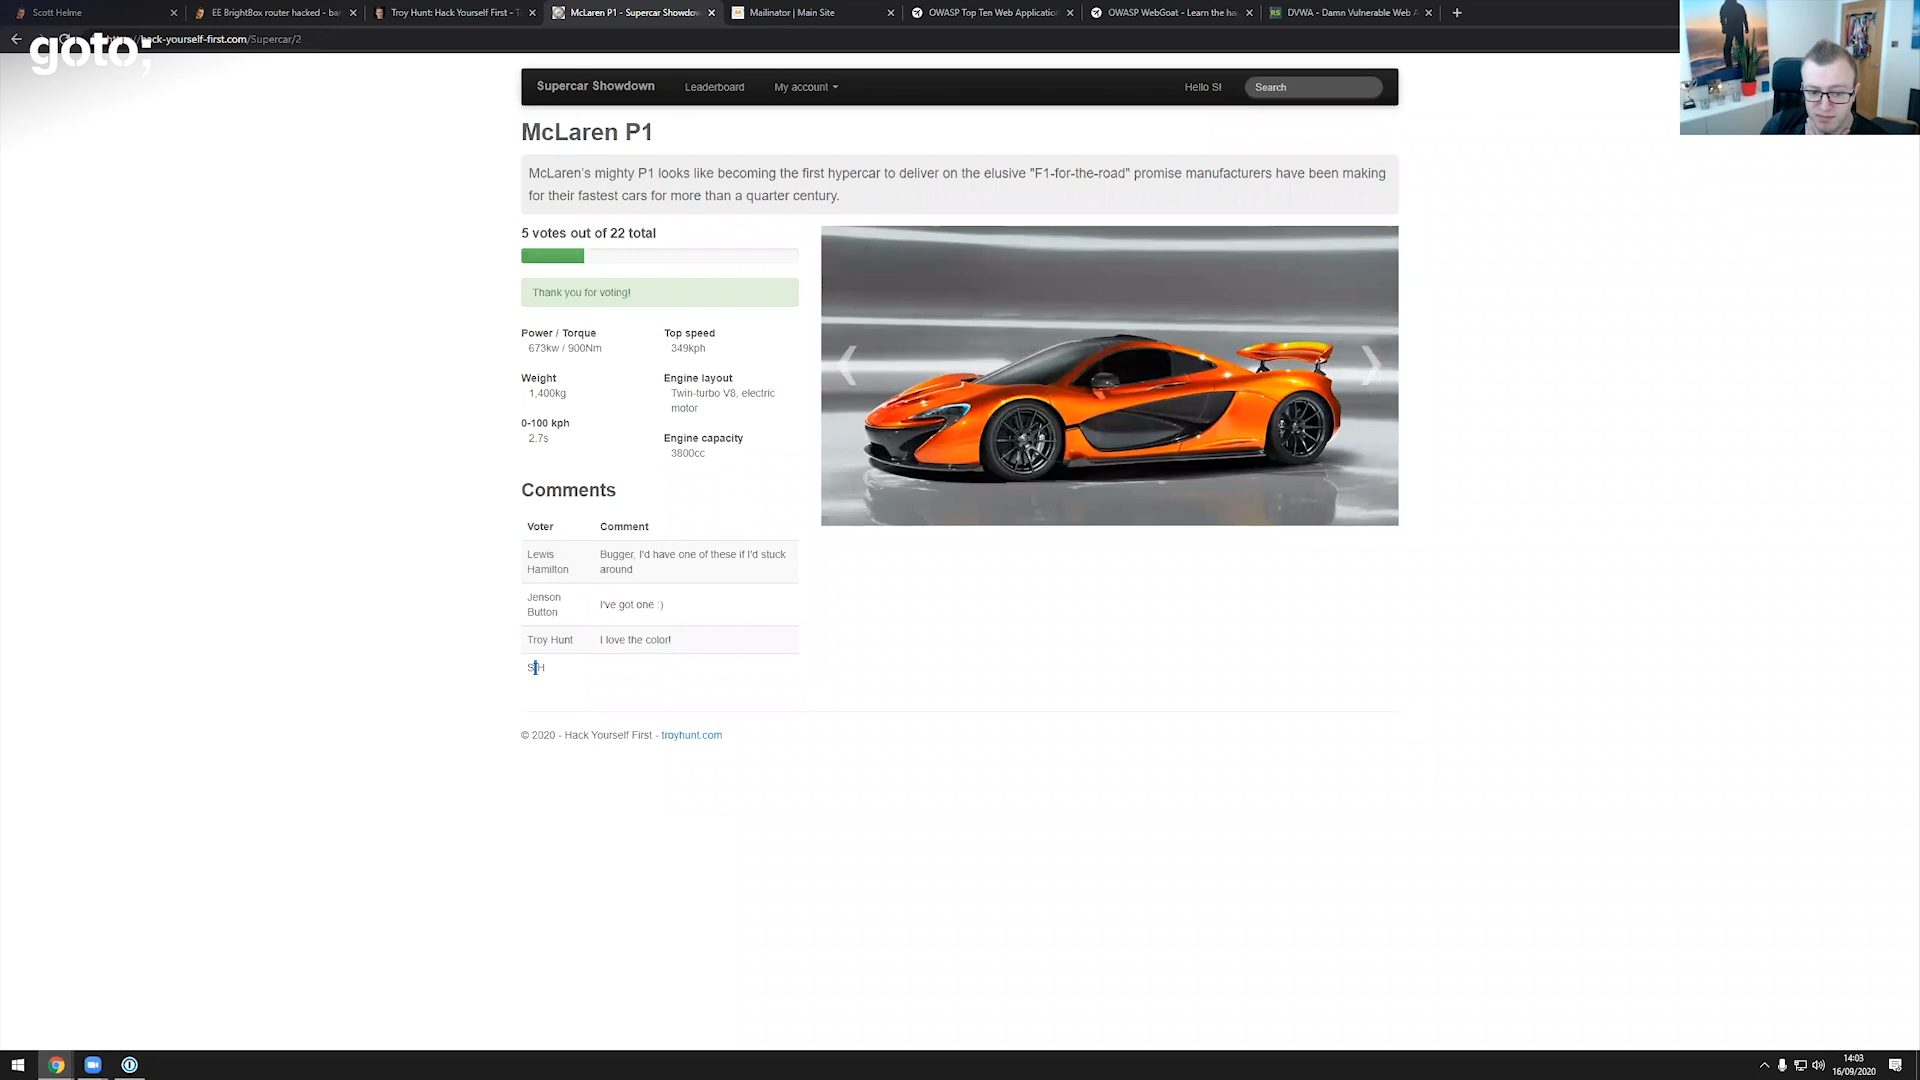 Scott Helme
EE BrightBox router hacked - ba
Troy Hunt: Hack Yourself First - T
McLaren P1 - Supercar Showdow
Mailinator | Main Site
OWASP Top Ten Web Application
OWASP WebGoat - Learn the ha
DVWA - Damn Vulnerable Web A
goto;
hack-yourself-first.com/Supercar/2
Supercar Showdown
Leaderboard
My account
Hello S!
Search
McLaren P1
McLaren's mighty P1 looks like becoming the first hypercar to deliver on the elusive "F1-for-the-road" promise manufacturers have been making
for their fastest cars for more than a quarter century.
5 votes out of 22 total
Thank you for voting!
Power / Torque
673kw / 900Nm
Top speed
349kph
Weight
1,400kg
Engine layout
Twin-turbo V8, electric
motor
0-100 kph
2.7s
Engine capacity
3800cc
Comments
Voter
Comment
Lewis
Hamilton
Bugger, I'd have one of these if I'd stuck
around
Jenson
Button
I've got one :)
Troy Hunt
I love the color!
S H
© 2020 - Hack Yourself First - troyhunt.com
14:03
16/09/2020